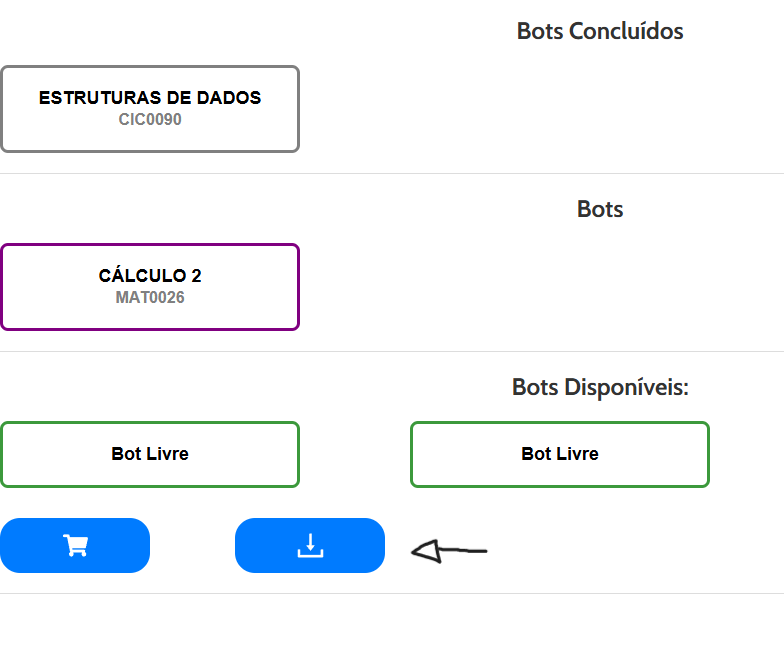 Bots Concluídos
ESTRUTURAS DE DADOS
CIC0090
Bots
CÁLCULO 2
MAT0026
Bots Disponíveis:
Bot Livre
Bot Livre